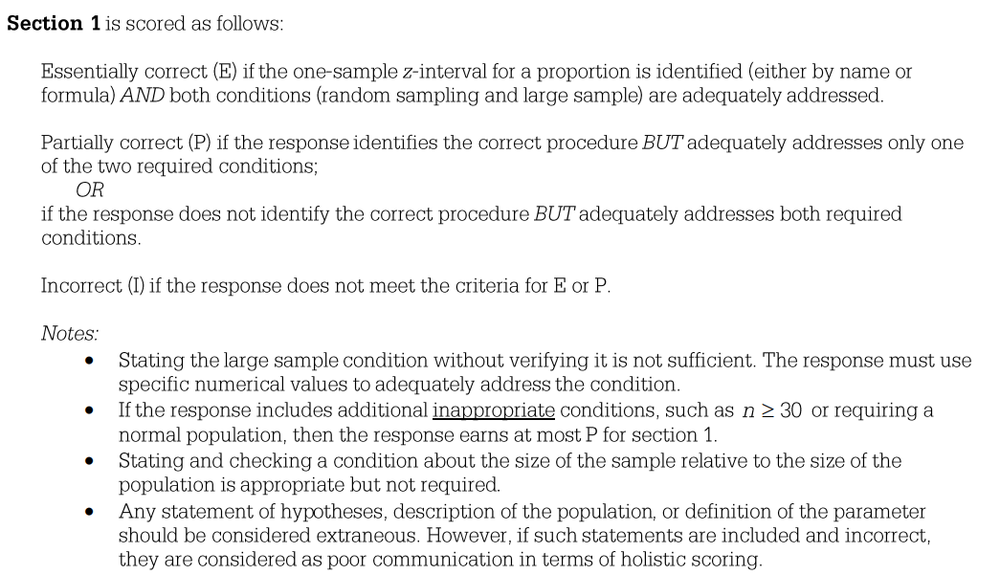 Section 1 is scored as follows:
Essentially correct (E) if the one-sample z-interval for a proportion is identified (either by name or
formula) AND both conditions (random sampling and large sample) are adequately addressed.
Partially correct (P) if the response identifies the correct procedure BUT adequately addresses only one
of the two required conditions;
OR
if the response does not identify the correct procedure BUT adequately addresses both required
conditions.
Incorrect (I) if the response does not meet the criteria for E or P.
Notes:
• Stating the large sample condition without verifying it is not sufficient. The response must use
specific numerical values to adequately address the condition.
• If the response includes additional inappropriate conditions, such as n ≥ 30 or requiring a
normal population, then the response earns at most P for section 1.
• Stating and checking a condition about the size of the sample relative to the size of the
population is appropriate but not required.
• Any statement of hypotheses, description of the population, or definition of the parameter
should be considered extraneous. However, if such statements are included and incorrect,
they are considered as poor communication in terms of holistic scoring.